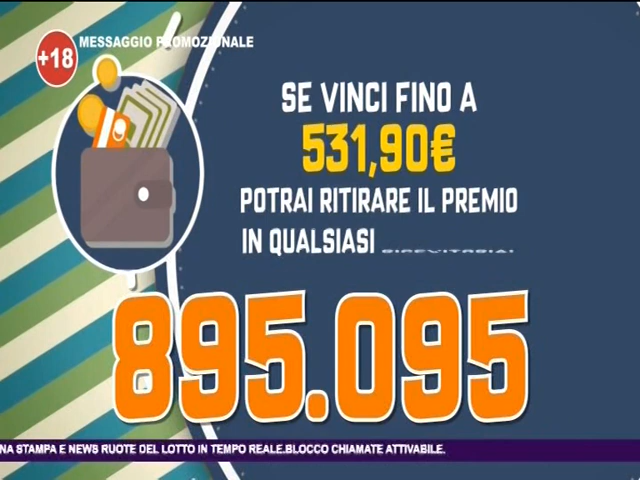 +18
MESSAGGIO PROMOZIONALE
SE VINCI FINO A
531,90€
POTRAI RITIRARE IL PREMIO
IN QUALSIASI
895.095
NA STAMPA E NEWS RUOTE DEL LOTTO IN TEMPO REALE.BLOCCO CHIAMATE ATTIVABILE.